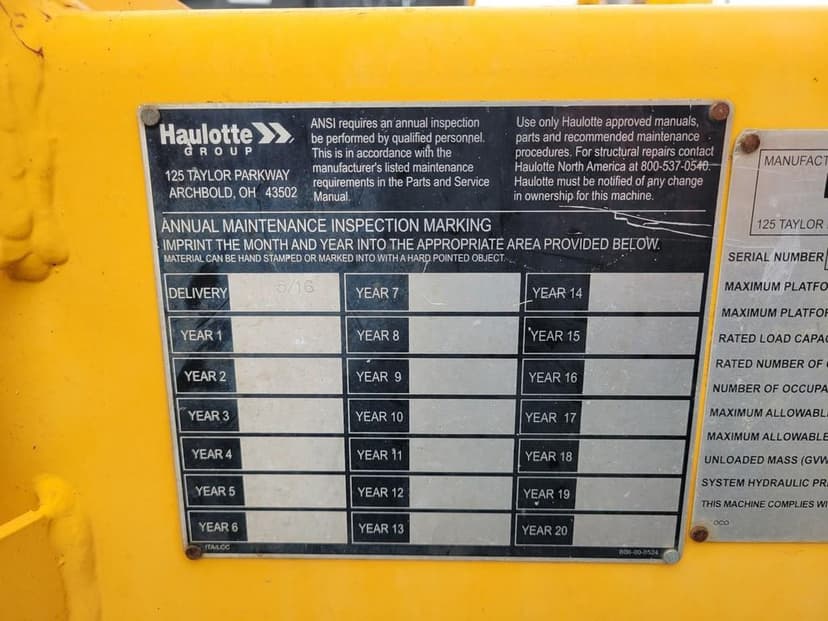 Haulotte
GROUP
125 TAYLOR PARKWAY
ARCHBOLD, OH 43502
ANSI requires an annual inspection
be performed by qualified personnel.
This is in accordance with the
manufacturer's listed maintenance
requirements in the Parts and Service
Manual.
Use only Haulotte approved manuals,
parts and recommended maintenance
procedures. For structural repairs contact
Haulotte North America at 800-537-0540.
Haulotte must be notified of any change
in ownership for this machine.
ANNUAL MAINTENANCE INSPECTION MARKING
IMPRINT THE MONTH AND YEAR INTO THE APPROPRIATE AREA PROVIDED BELOW.
MATERIAL CAN BE HAND STAMPED OR MARKED INTO WITH A HARD POINTED OBJECT.
DELIVERY 5/16 YEAR 7 YEAR 14
YEAR 1 YEAR 8 YEAR 15
YEAR 2 YEAR 9 YEAR 16
YEAR 3 YEAR 10 YEAR 17
YEAR 4 YEAR 11 YEAR 18
YEAR 5 YEAR 12 YEAR 19
YEAR 6 YEAR 13 YEAR 20
ITA/LCC
MANUFACT
125 TAYLOR
SERIAL NUMBER
MAXIMUM PLATFO
MAXIMUM PLATFOR
RATED LOAD CAPAC
RATED NUMBER OF
NUMBER OF OCCUPA
MAXIMUM ALLOWABL
MAXIMUM ALLOWABLE
UNLOADED MASS (GVW
SYSTEM HYDRAULIC PR
THIS MACHINE COMPLIES WI